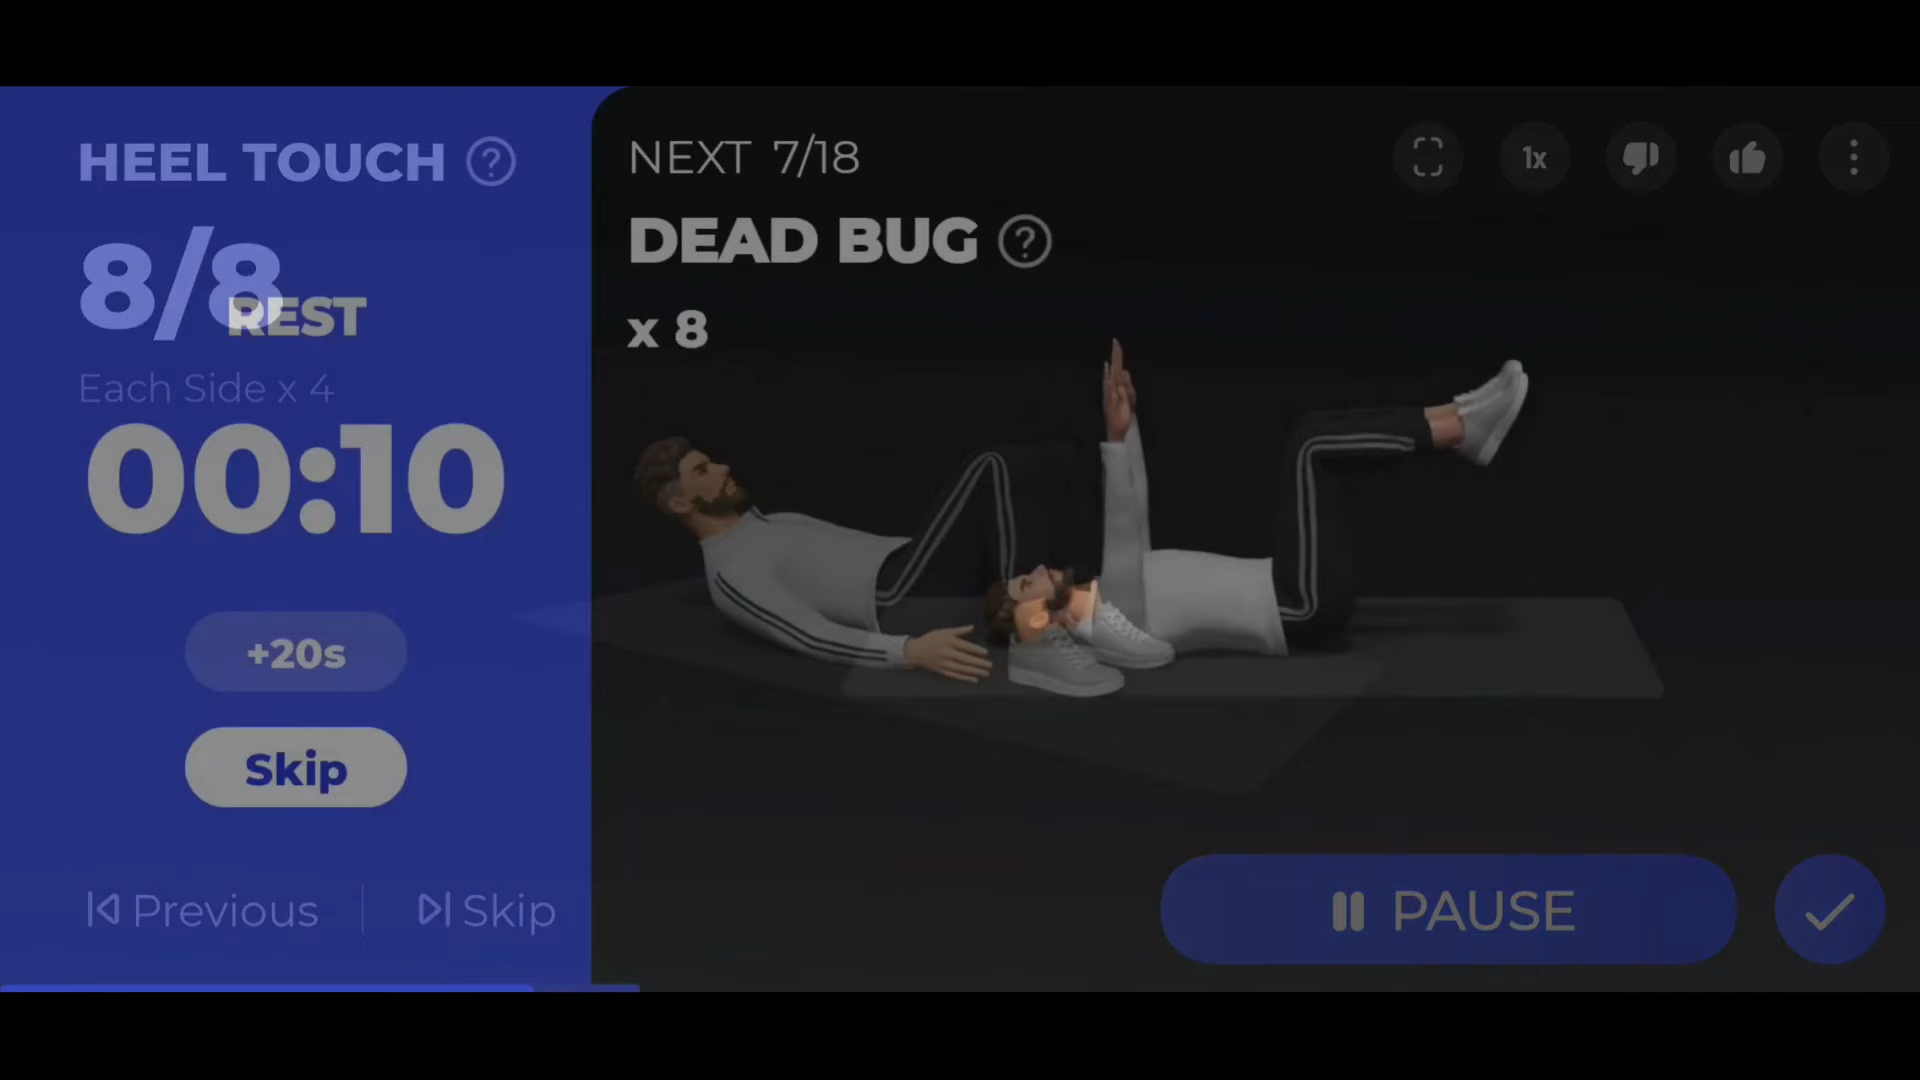 HEEL TOUCH ?
8/8
REST
Each Side x 4
00:10
+20s
Skip
Previous
Skip
NEXT 7/18
DEAD BUG ?
x 8
1x
PAUSE